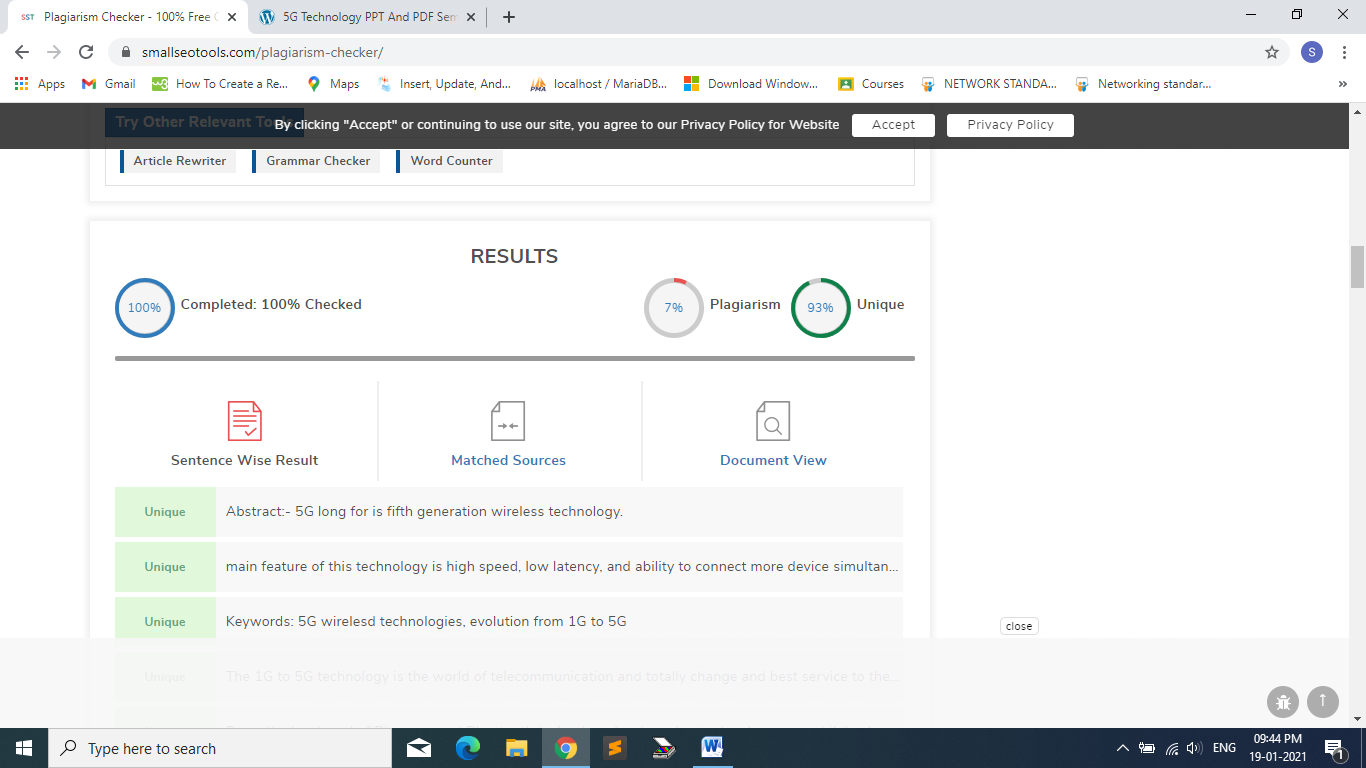 SST Plagiarism Checker - 100% Free C
5G Technology PPT And PDF Sem
smallseotools.com/plagiarism-checker/
S
Apps Gmail How To Create a Re... Maps Insert, Update, And... PMA localhost / MariaDB... Download Window... Courses NETWORK STANDA... Networking standar... »
Try Other Relevant Tools
By clicking "Accept" or continuing to use our site, you agree to our Privacy Policy for Website Accept Privacy Policy
Article Rewriter Grammar Checker Word Counter
RESULTS
100% Completed: 100% Checked 7% Plagiarism 93% Unique
Sentence Wise Result Matched Sources Document View
Unique Abstract:- 5G long for is fifth generation wireless technology.
Unique main feature of this technology is high speed, low latency, and ability to connect more device simultan...
Unique Keywords: 5G wirelesd technologies, evolution from 1G to 5G
close
Unique The 1G to 5G technology is the world of telecommunication and totally change and best service to the...
Type here to search
ENG
09:44 PM
19-01-2021
1